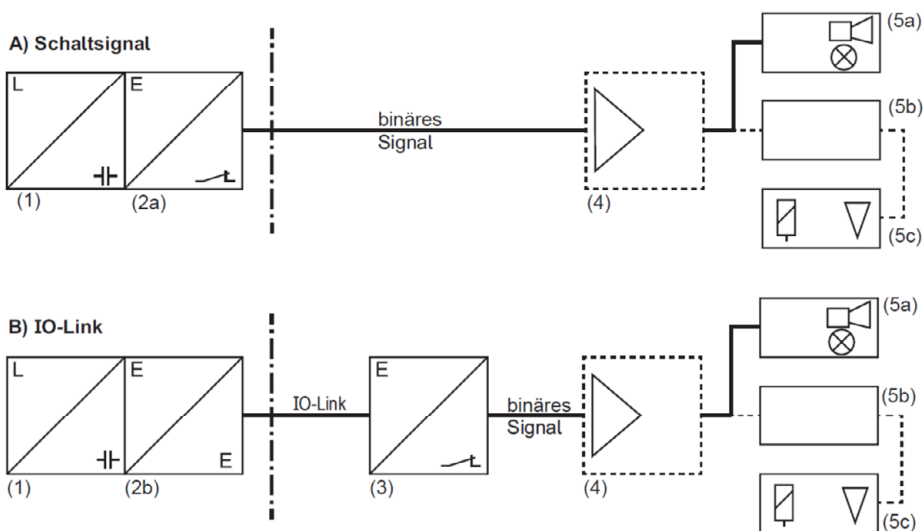 A) Schaltsignal
L
E
(1)
(2a)
binäres
Signal
(4)
(5a)
(5b)
(5c)
B) IO-Link
L
E
E
(1)
(2b)
IO-Link
E
(3)
binäres
Signal
(4)
(5a)
(5b)
(5c)